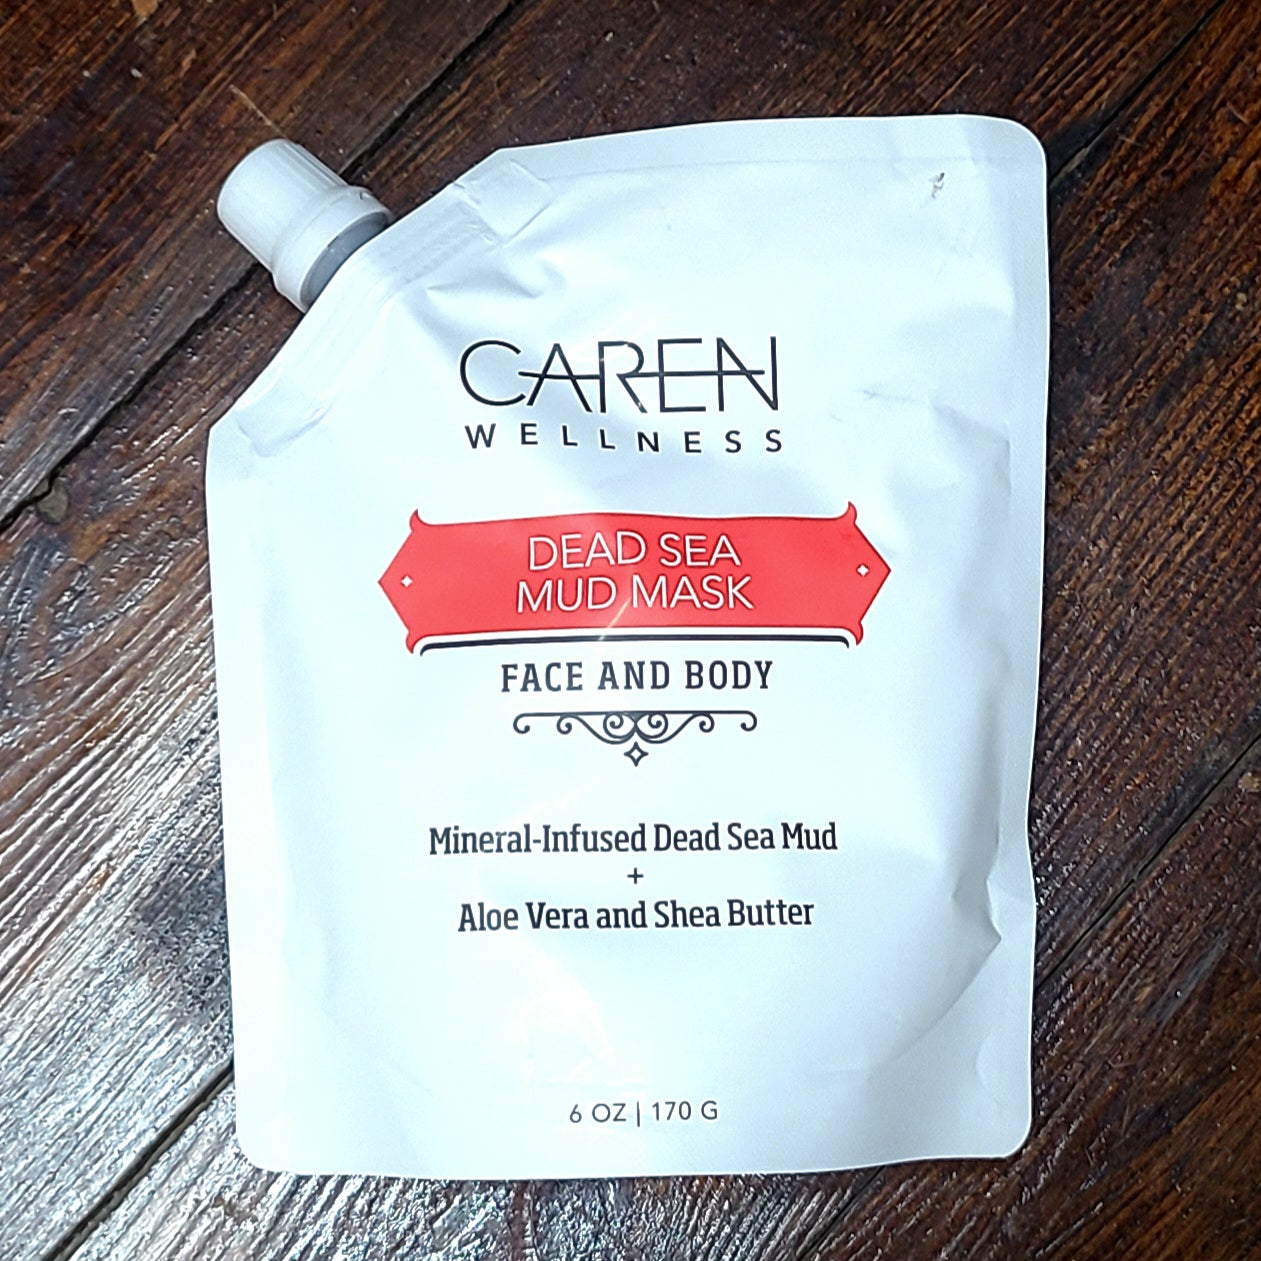 CAREN
WELLNESS
DEAD SEA
MUD MASK
FACE AND BODY
Mineral-Infused Dead Sea Mud
+
Aloe Vera and Shea Butter
6 OZ | 170 G